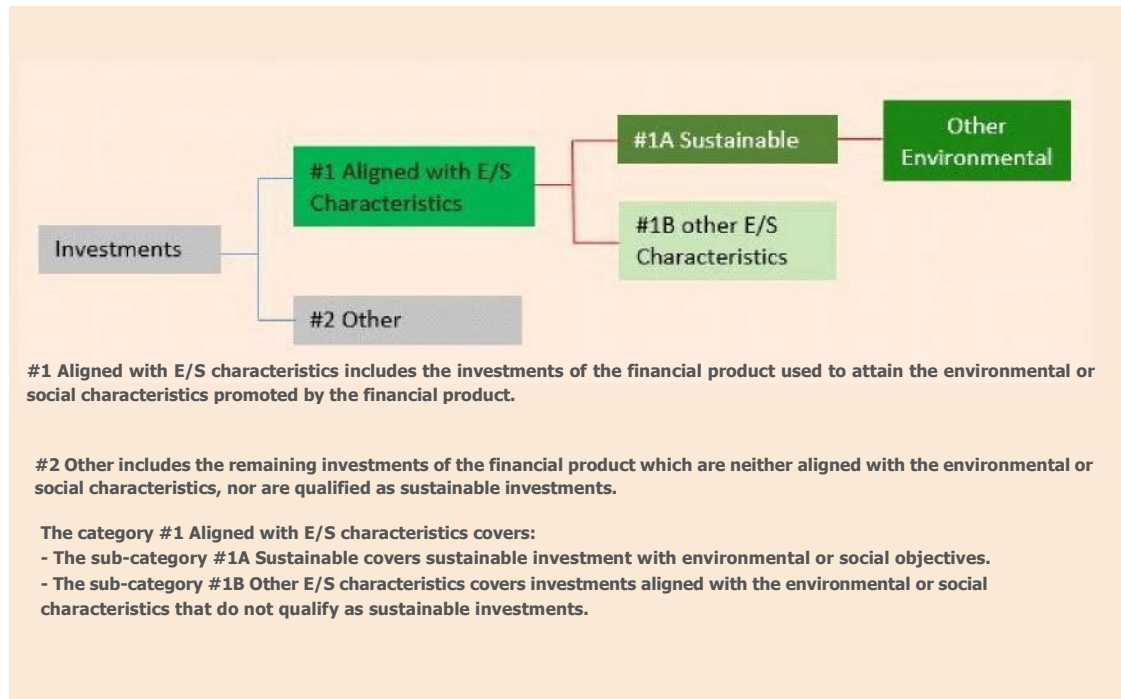 #1 Aligned with E/S
Characteristics
#1A Sustainable
Other
Environmental
#1B other E/S
Characteristics
Investments
#2 Other
#1 Aligned with E/S characteristics includes the investments of the financial product used to attain the environmental or
social characteristics promoted by the financial product.
#2 Other includes the remaining investments of the financial product which are neither aligned with the environmental or
social characteristics, nor are qualified as sustainable investments.
The category #1 Aligned with E/S characteristics covers:
- The sub-category #1A Sustainable covers sustainable investment with environmental or social objectives.
- The sub-category #1B Other E/S characteristics covers investments aligned with the environmental or social
characteristics that do not qualify as sustainable investments.